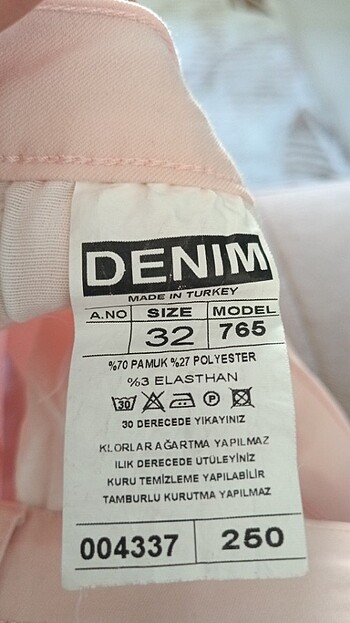 DENIM
MADE IN TURKEY
A.NO SIZE MODEL
32 765
%70 PAMUK %27 POLYESTER
%3 ELASTHAN
30 P
30 DERECEDE YIKAYINIZ
KLORLAR AĞARTMA YAPILMAZ
ILIK DERECEDE ÜTÜLEYİNİZ
KURU TEMİZLEME YAPILABİLİR
TAMBURLU KURUTMA YAPILMAZ
004337 250